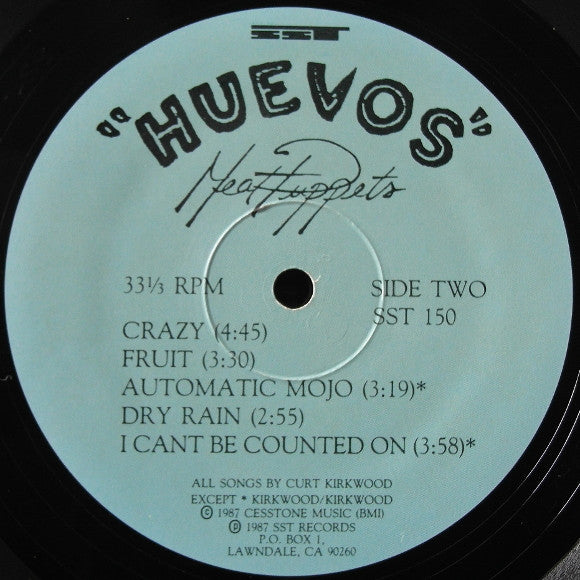 SST
"HUEVOS"
Meat Puppets
33⅓ RPM
SIDE TWO
SST 150
CRAZY (4:45)
FRUIT (3:30)
AUTOMATIC MOJO (3:19)*
DRY RAIN (2:55)
I CANT BE COUNTED ON (3:58)*
ALL SONGS BY CURT KIRKWOOD
EXCEPT * KIRKWOOD/KIRKWOOD
© 1987 CESSTONE MUSIC (BMI)
℗ 1987 SST RECORDS
P.O. BOX 1,
LAWNDALE, CA 90260